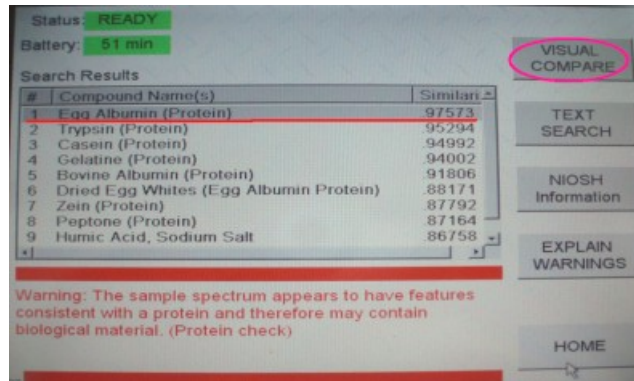 Status: READY
Battery: 51 min
Search Results
# Compound Name(s) Similari
1 Egg Albumin (Protein) .97573
2 Trypsin (Protein) .95294
3 Casein (Protein) .94992
4 Gelatine (Protein) .94002
5 Bovine Albumin (Protein) .91806
6 Dried Egg Whites (Egg Albumin Protein) .88171
7 Zein (Protein) .87792
8 Peptone (Protein) .87164
9 Humic Acid, Sodium Salt .86758
Warning: The sample spectrum appears to have features
consistent with a protein and therefore may contain
biological material. (Protein check)
VISUAL
COMPARE
TEXT
SEARCH
NIOSH
Information
EXPLAIN
WARNINGS
HOME